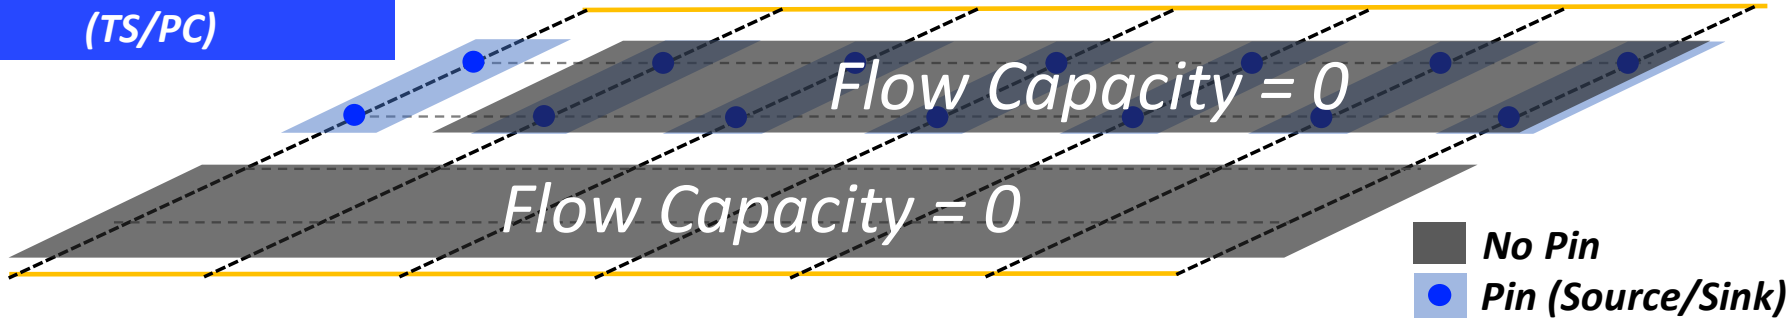 (TS/PC)
Flow Capacity = 0
Flow Capacity = 0
No Pin
Pin (Source/Sink)